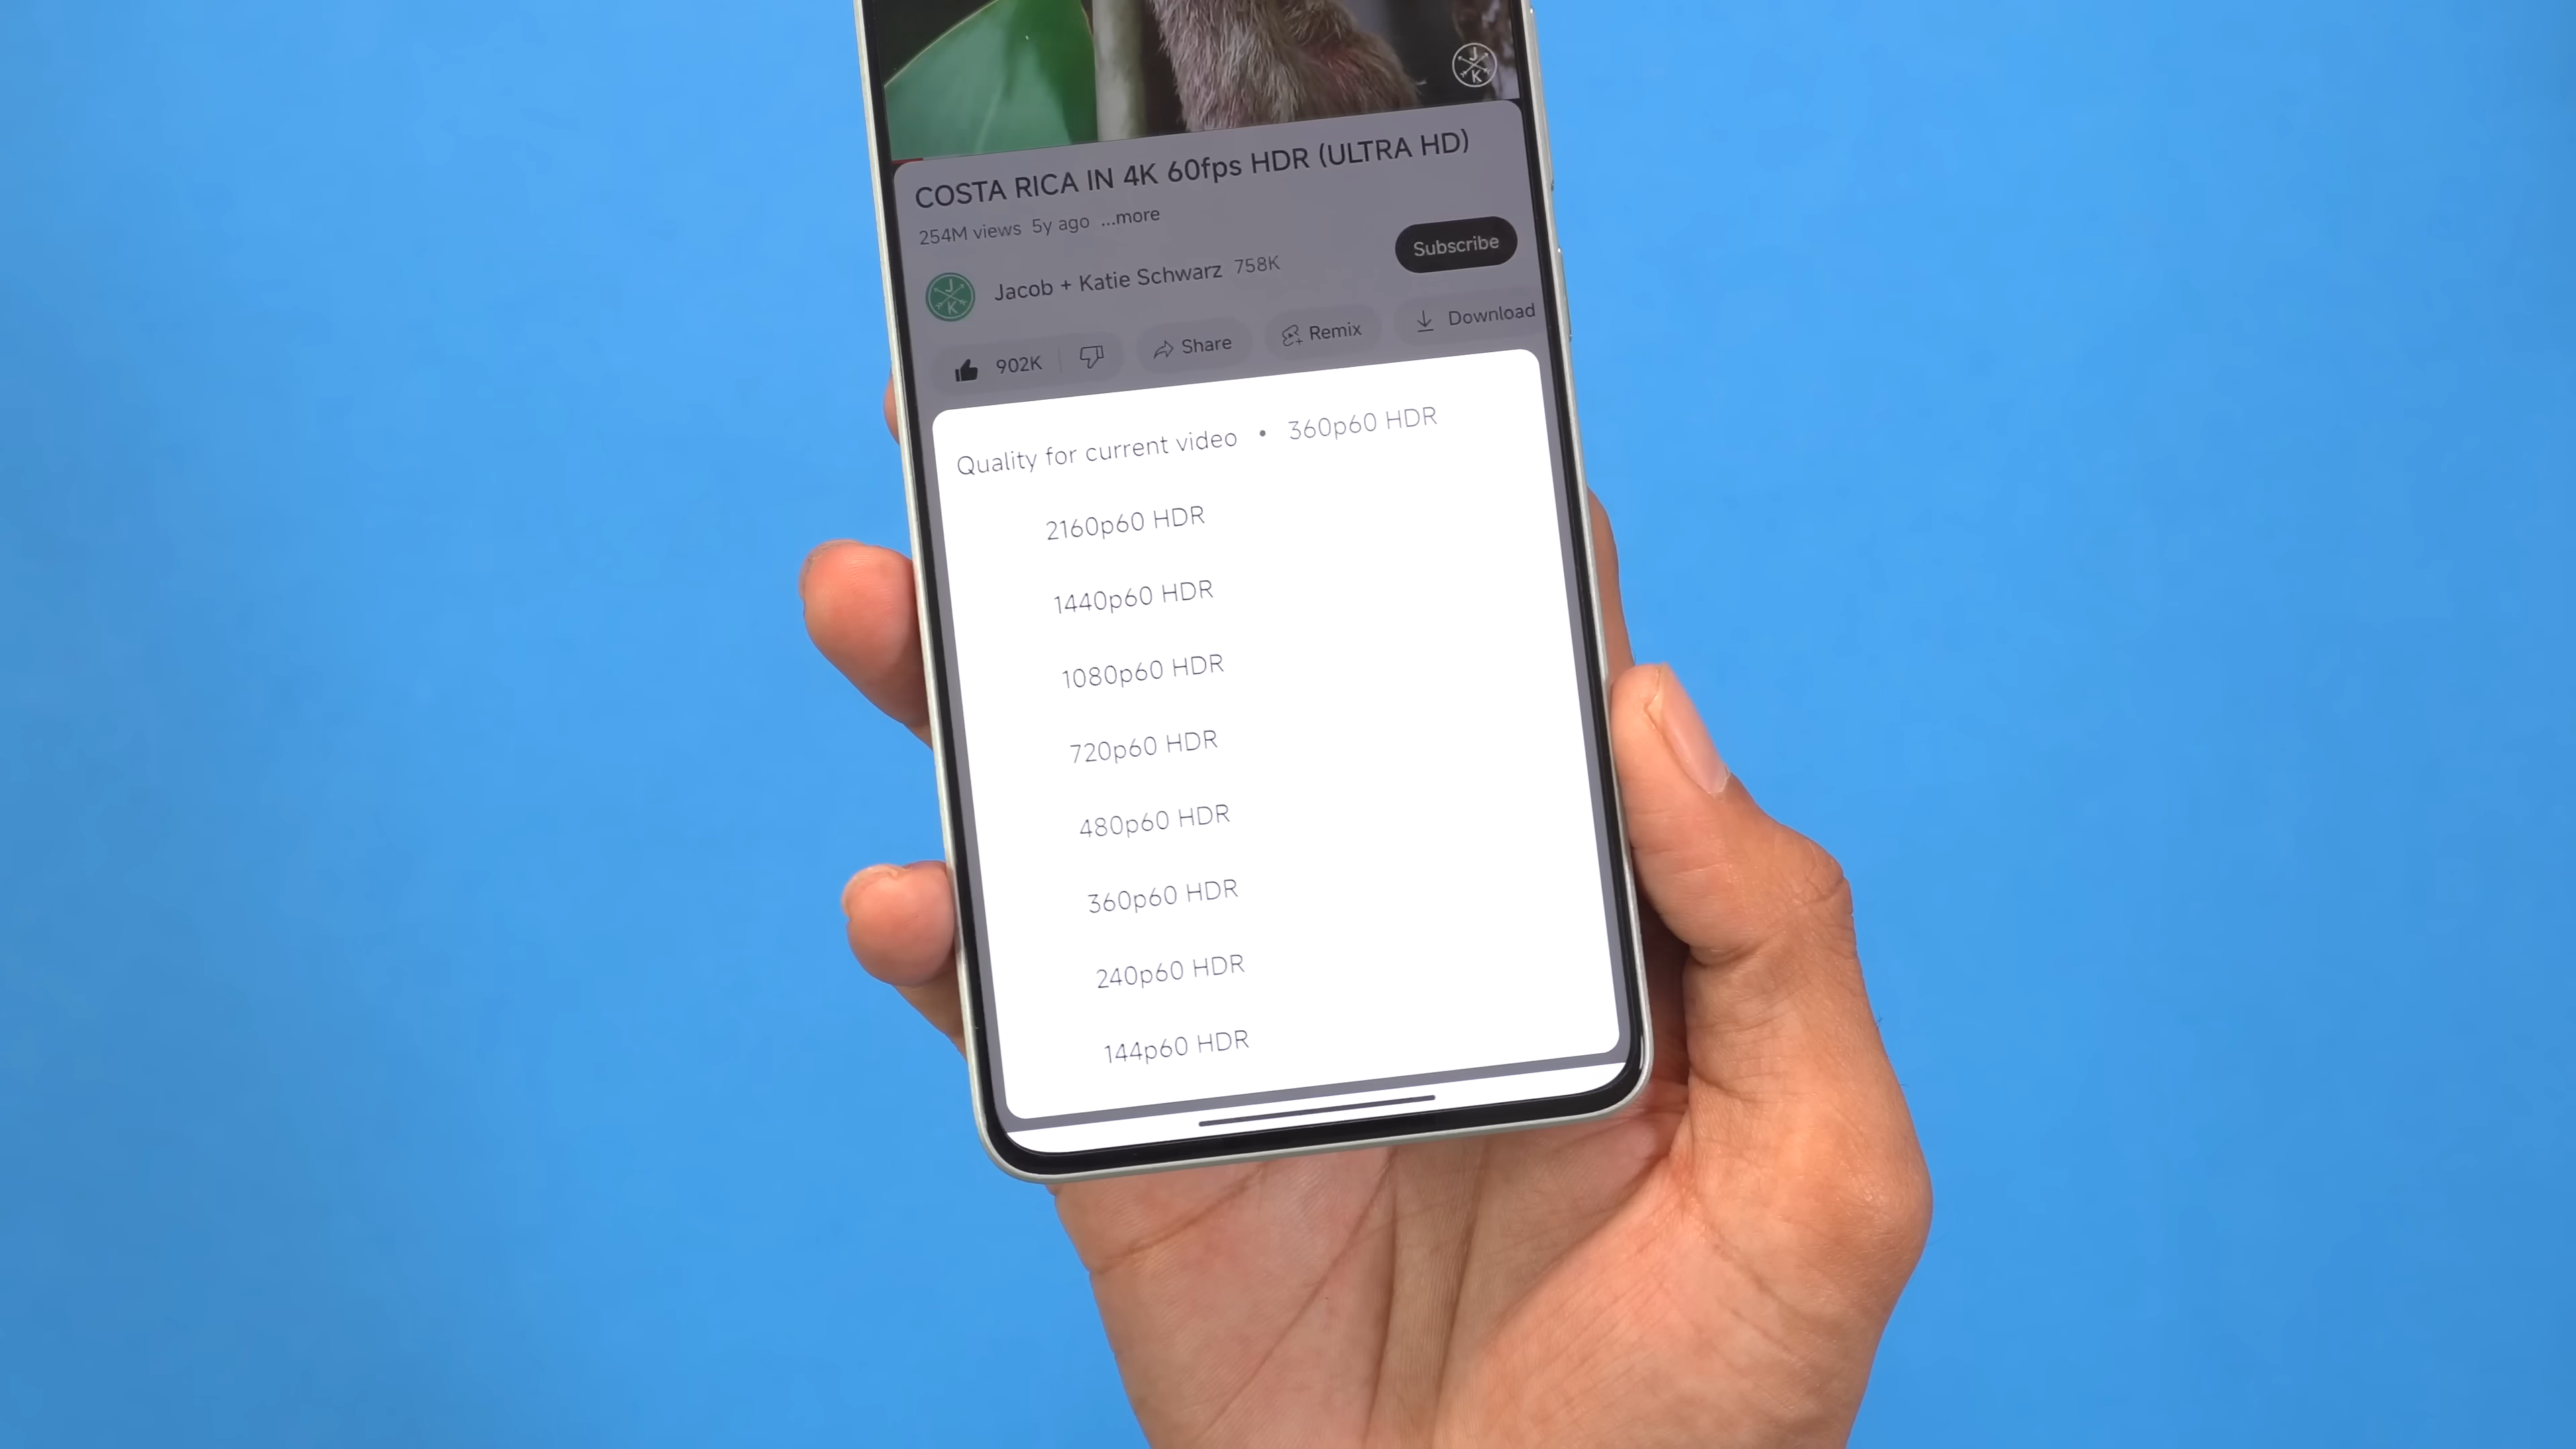 J
K
COSTA RICA IN 4K 60fps HDR (ULTRA HD)
254M views 5y ago ...more
J
K
Jacob + Katie Schwarz 758K
Subscribe
902K
Share
Remix
Download
Quality for current video • 360p60 HDR
2160p60 HDR
1440p60 HDR
1080p60 HDR
720p60 HDR
480p60 HDR
360p60 HDR
240p60 HDR
144p60 HDR